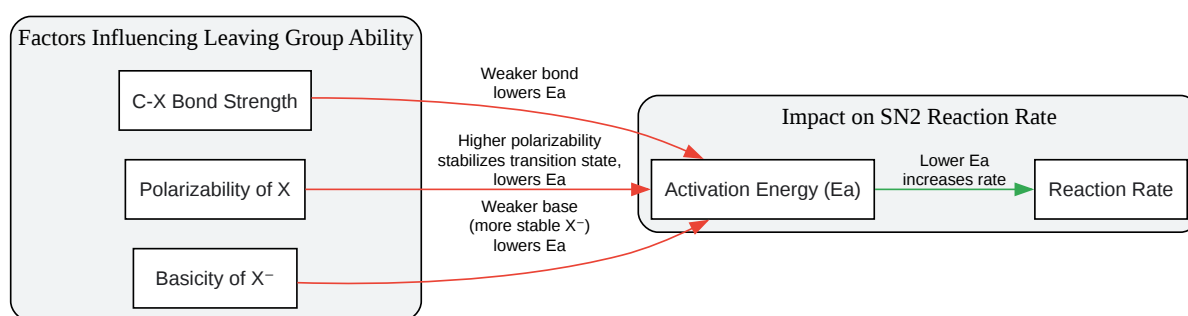 Factors Influencing Leaving Group Ability
C-X Bond Strength
Polarizability of X
Basicity of X⁻
Weaker bond
lowers Ea
Higher polarizability
stabilizes transition state,
lowers Ea
Weaker base
(more stable X⁻)
lowers Ea
Impact on SN2 Reaction Rate
Activation Energy (Ea)
Lower Ea
increases rate
Reaction Rate